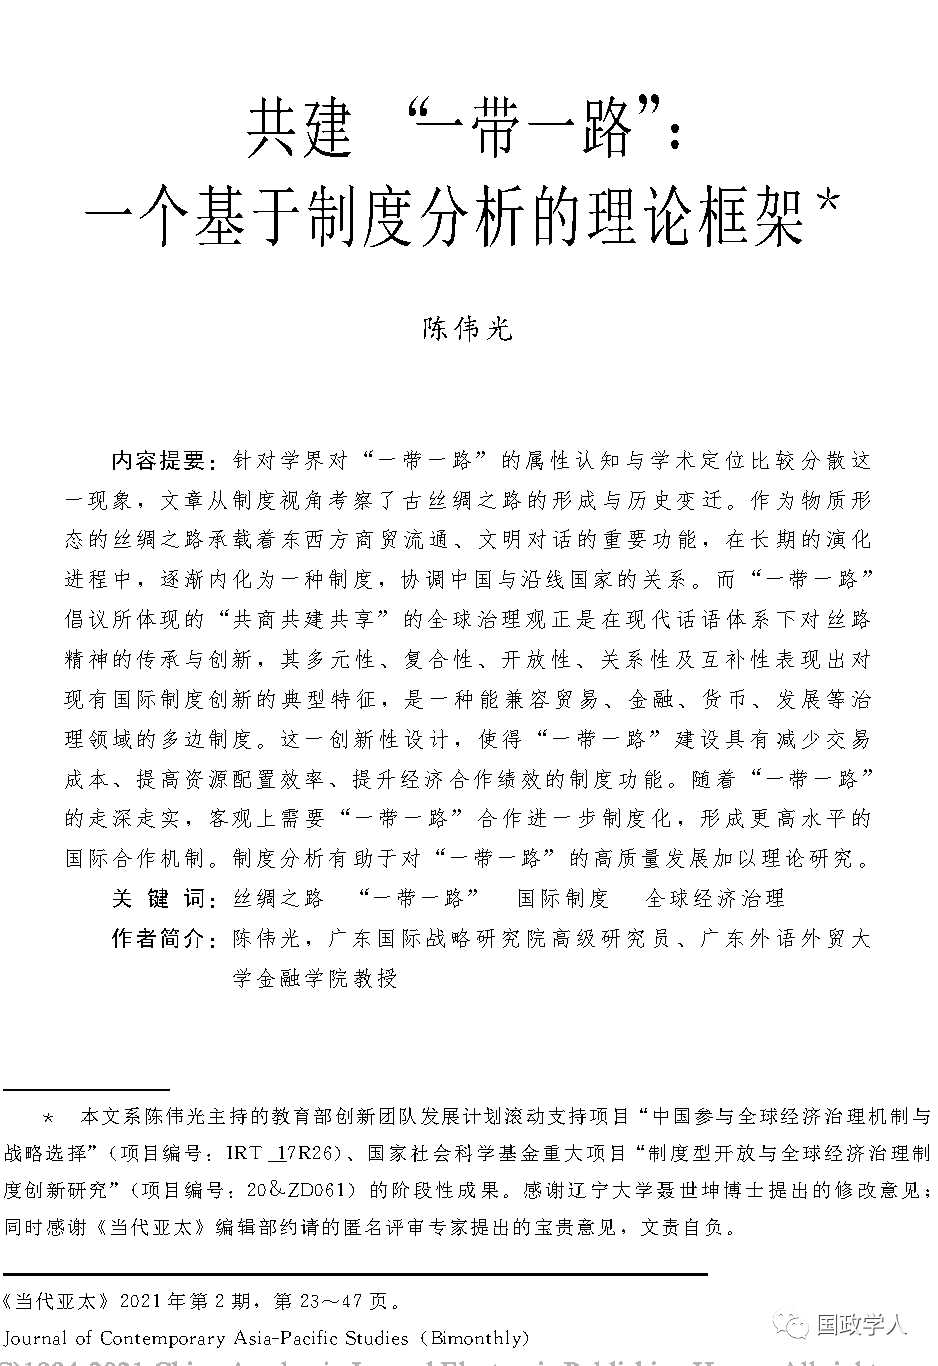 共建“一带一路”：
一个基于制度分析的理论框架*
陈伟光
内容提要：针对学界对“一带一路”的属性认知与学术定位比较分散这
一现象，文章从制度视角考察了古丝绸之路的形成与历史变迁。作为物质形
态的丝绸之路承载着东西方商贸流通、文明对话的重要功能，在长期的演化
进程中，逐渐内化为一种制度，协调中国与沿线国家的关系。而“一带一路”
倡议所体现的“共商共建共享”的全球治理观正是在现代话语体系下对丝路
精神的传承与创新，其多元性、复合性、开放性、关系性及互补性表现出对
现有国际制度创新的典型特征，是一种能兼容贸易、金融、货币、发展等治
理领域的多边制度。这一创新性设计，使得“一带一路”建设具有减少交易
成本、提高资源配置效率、提升经济合作绩效的制度功能。随着“一带一路”
的走深走实，客观上需要“一带一路”合作进一步制度化，形成更高水平的
国际合作机制。制度分析有助于对“一带一路”的高质量发展加以理论研究。
关键词：丝绸之路 “一带一路” 国际制度 全球经济治理
作者简介：陈伟光，广东国际战略研究院高级研究员、广东外语外贸大
学金融学院教授
* 本文系陈伟光主持的教育部创新团队发展计划滚动支持项目“中国参与全球经济治理机制与
战略选择”（项目编号：IRT_17R26）、国家社会科学基金重大项目“制度型开放与全球经济治理制
度创新研究”（项目编号：20&ZD061）的阶段性成果。感谢辽宁大学聂世坤博士提出的修改意见；
同时感谢《当代亚太》编辑部约请的匿名评审专家提出的宝贵意见，文责自负。
《当代亚太》2021年第2期，第23～47页。
Journal of Contemporary Asia-Pacific Studies (Bimonthly)
国政学人